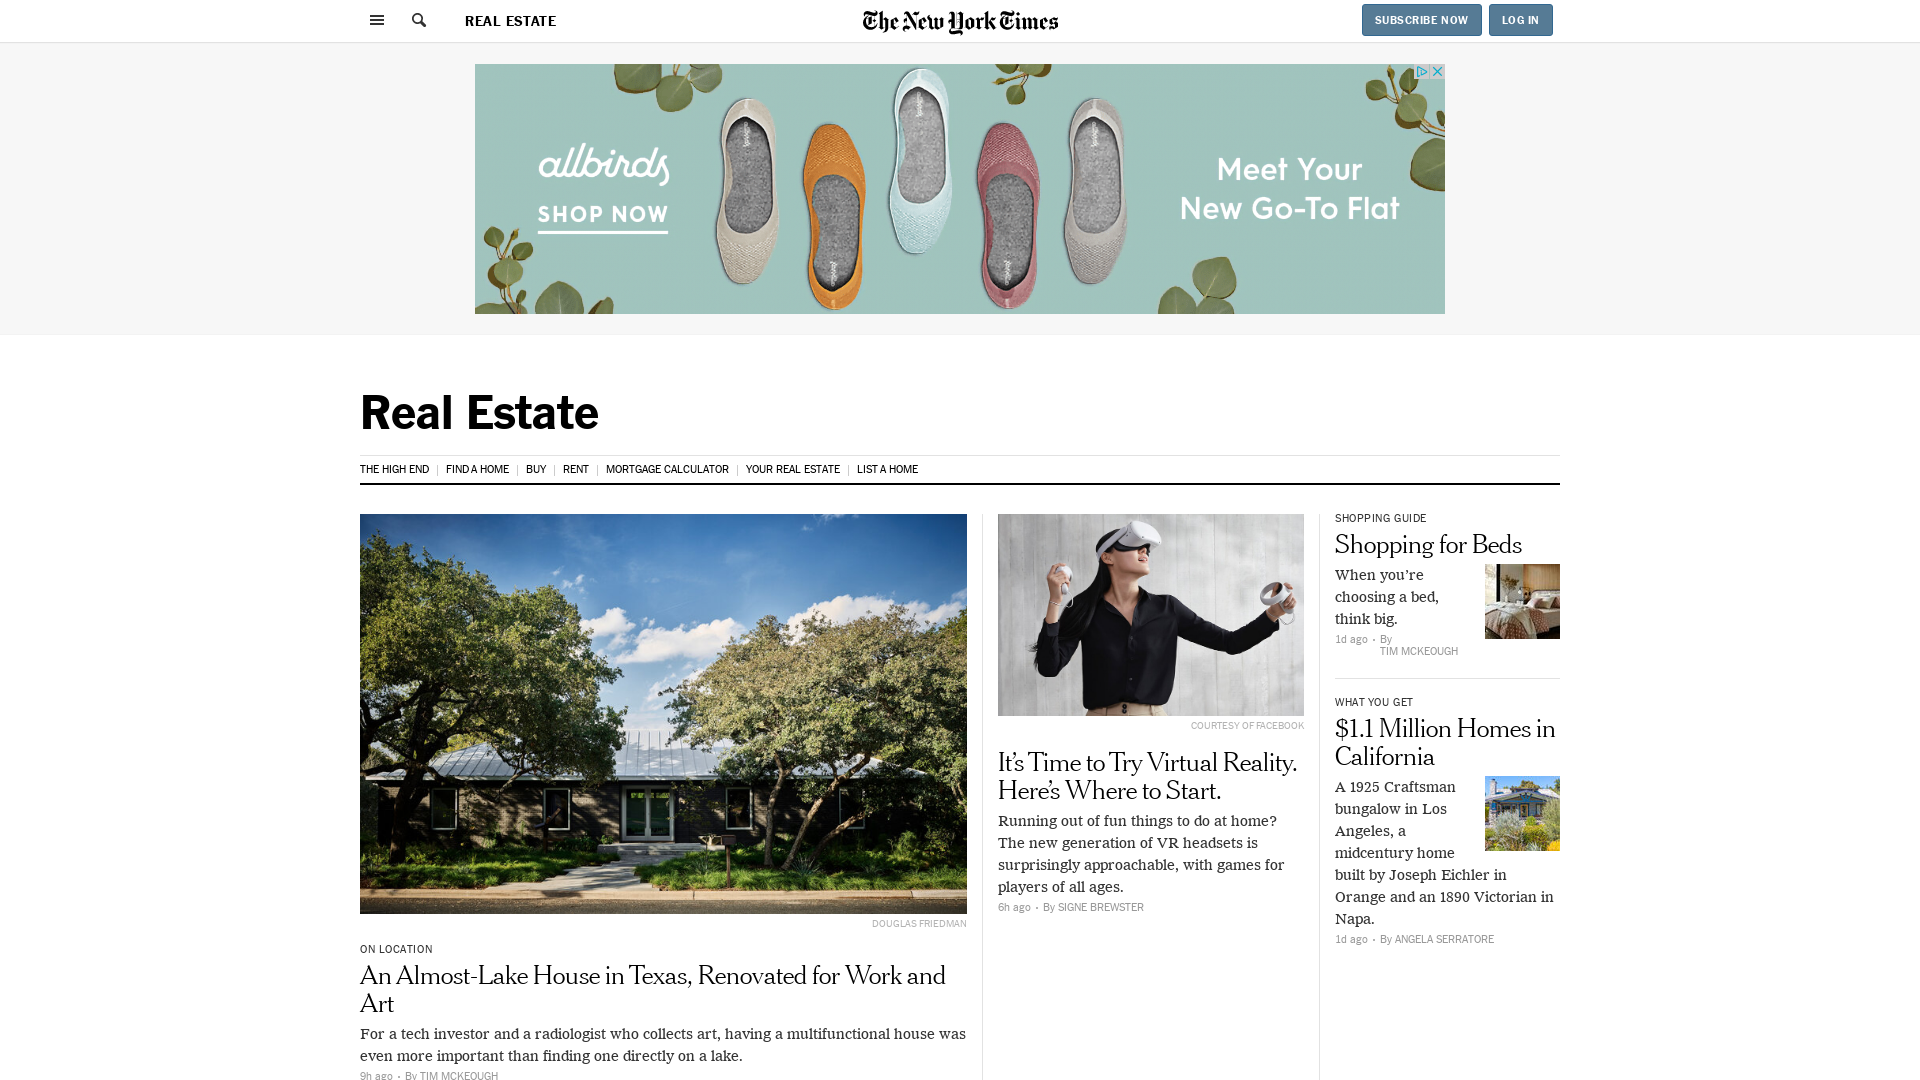 REAL ESTATE
The New York Times
SUBSCRIBE NOW
LOG IN
allbirds
SHOP NOW
Meet Your
New Go-To Flat
Real Estate
THE HIGH END
FIND A HOME
BUY
RENT
MORTGAGE CALCULATOR
YOUR REAL ESTATE
LIST A HOME
DOUGLAS FRIEDMAN
ON LOCATION
An Almost-Lake House in Texas, Renovated for Work and
Art
For a tech investor and a radiologist who collects art, having a multifunctional house was
even more important than finding one directly on a lake.
9h ago • By TIM MCKEOUGH
COURTESY OF FACEBOOK
It’s Time to Try Virtual Reality.
Here’s Where to Start.
Running out of fun things to do at home?
The new generation of VR headsets is
surprisingly approachable, with games for
players of all ages.
6h ago • By SIGNE BREWSTER
SHOPPING GUIDE
Shopping for Beds
When you’re
choosing a bed,
think big.
1d ago • By
TIM MCKEOUGH
WHAT YOU GET
$1.1 Million Homes in
California
A 1925 Craftsman
bungalow in Los
Angeles, a
midcentury home
built by Joseph Eichler in
Orange and an 1890 Victorian in
Napa.
1d ago • By ANGELA SERRATORE